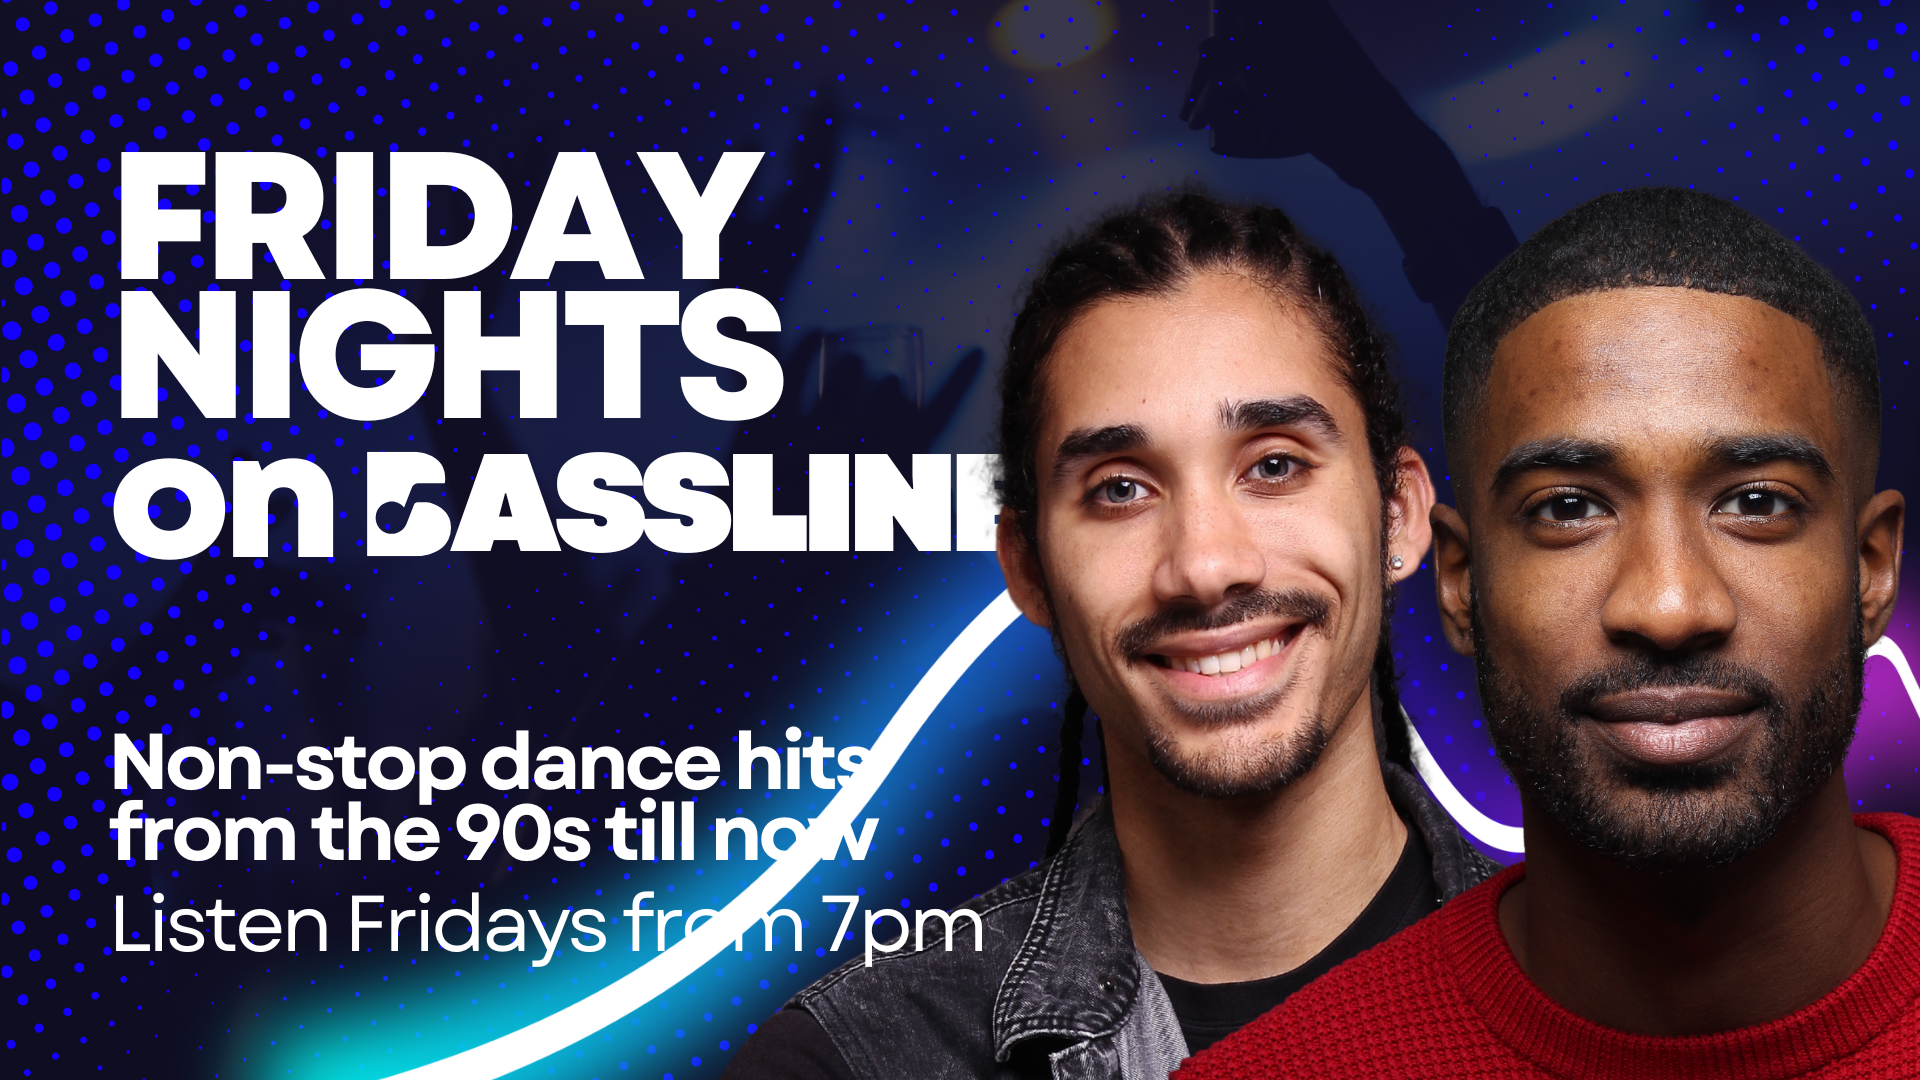 FRIDAY
NIGHTS
on BASSLINE
Non-stop dance hits
from the 90s till now
Listen Fridays from 7pm